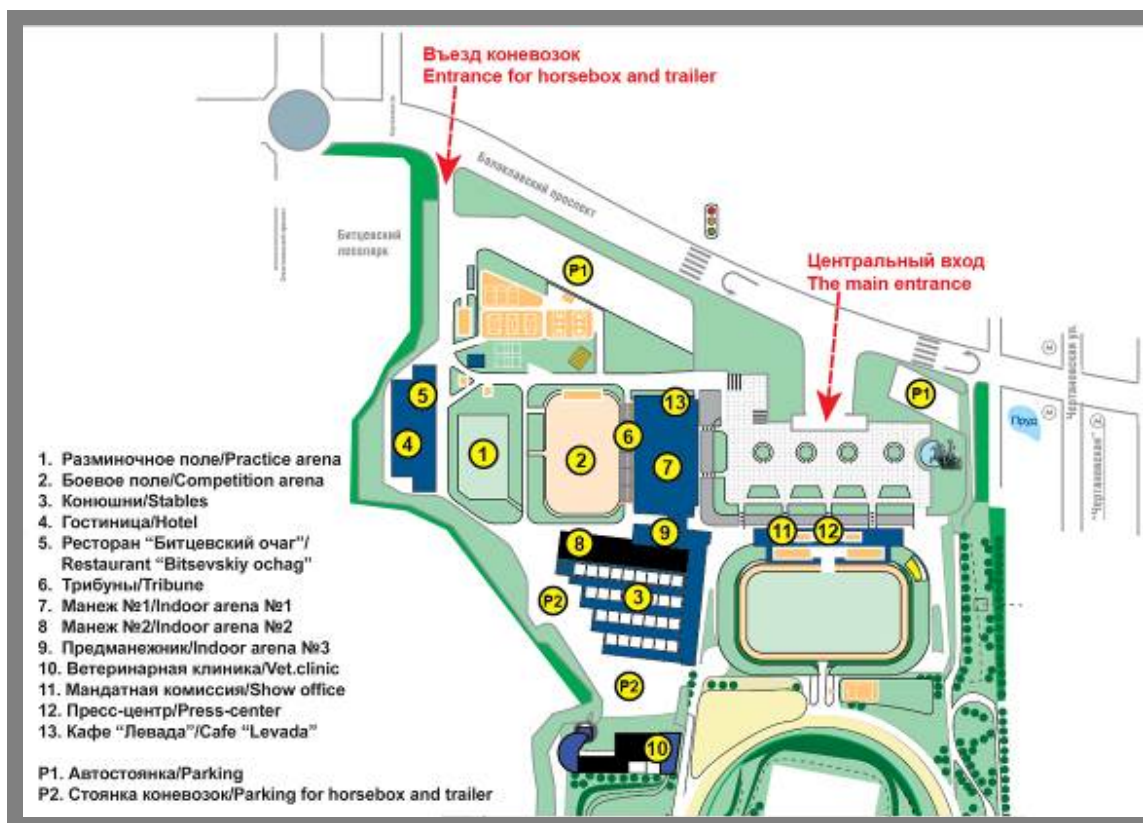 Въезд коневозок
Entrance for horsebox and trailer
Балаклавский проспект
Битцевский
лесопарк
Центральный вход
The main entrance
P1
P1
Чертановская ул.
"Чертановская"
М
М
М
Пруд
5
4
1
2
6
13
7
8
9
3
11
12
P2
P2
10
1. Разминочное поле/Practice arena
2. Боевое поле/Competition arena
3. Конюшни/Stables
4. Гостиница/Hotel
5. Ресторан “Битцевский очаг”/
Restaurant “Bitsevskiy ochag”
6. Трибуны/Tribune
7. Манеж №1/Indoor arena №1
8 Манеж №2/Indoor arena №2
9. Предманежник/Indoor arena №3
10. Ветеринарная клиника/Vet.clinic
11. Мандатная комиссия/Show office
12. Пресс-центр/Press-center
13. Кафе “Левада”/Cafe “Levada”
P1. Автостоянка/Parking
P2. Стоянка коневозок/Parking for horsebox and trailer